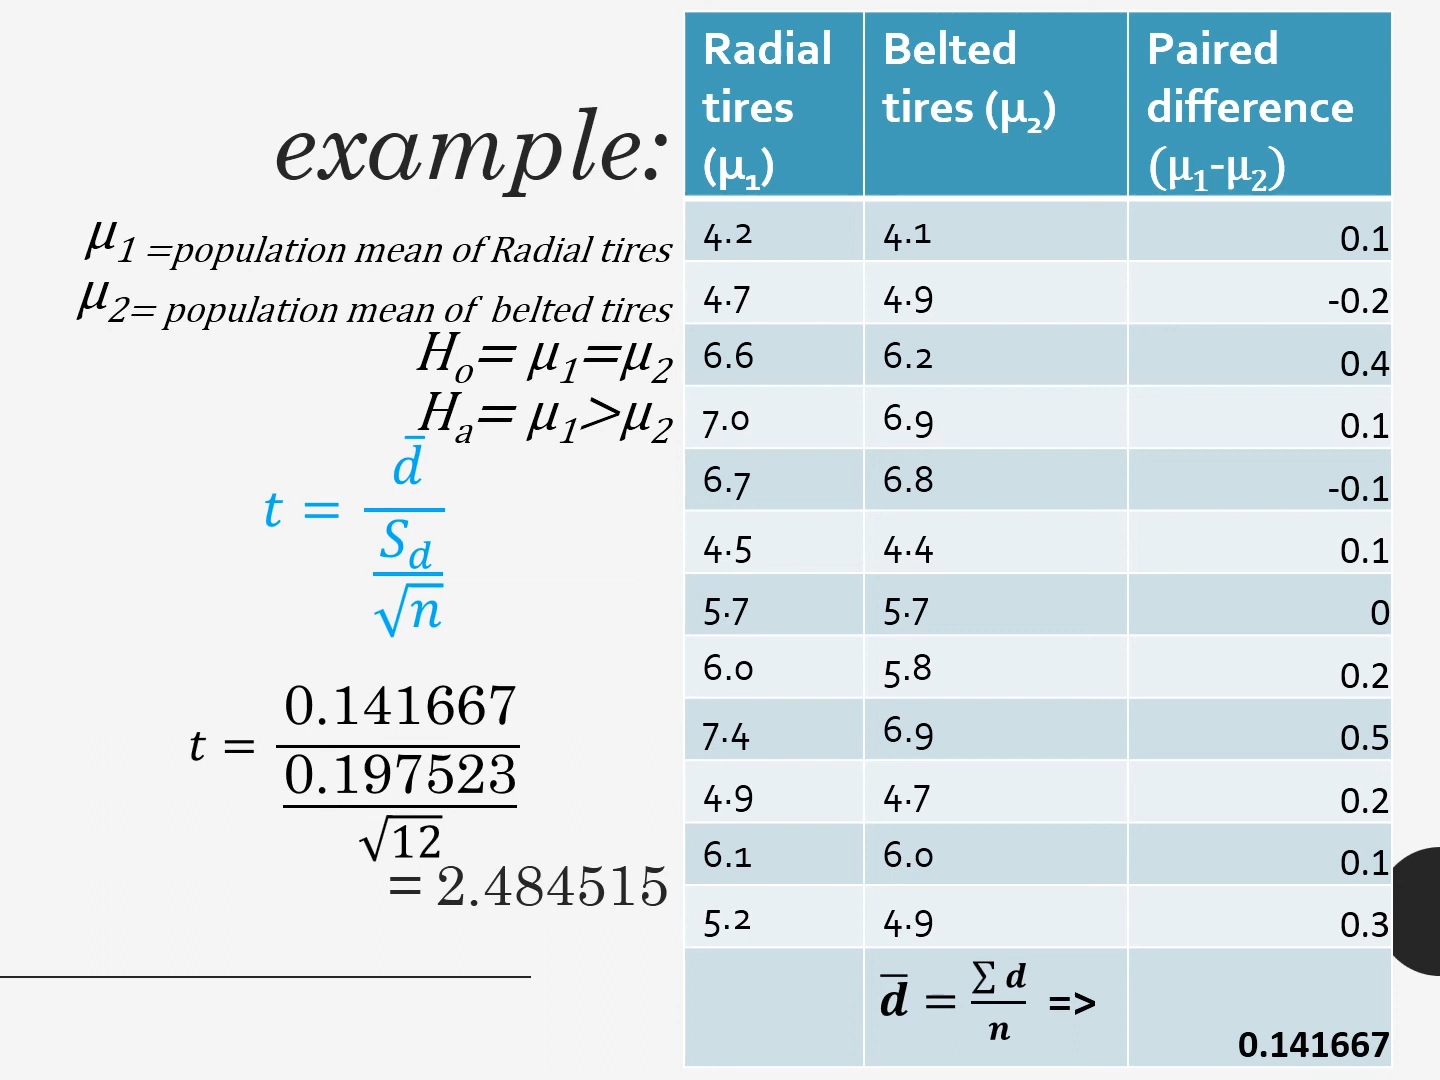 example:
μ1 =population mean of Radial tires
μ2= population mean of belted tires
Ho= μ1=μ2
Ha= μ1>μ2
t = d̄ / (Sd / √n)
t = 0.141667 / (0.197523 / √12)
= 2.484515
Radial tires (μ1) | Belted tires (μ2) | Paired difference (μ1-μ2)
4.2 | 4.1 | 0.1
4.7 | 4.9 | -0.2
6.6 | 6.2 | 0.4
7.0 | 6.9 | 0.1
6.7 | 6.8 | -0.1
4.5 | 4.4 | 0.1
5.7 | 5.7 | 0
6.0 | 5.8 | 0.2
7.4 | 6.9 | 0.5
4.9 | 4.7 | 0.2
6.1 | 6.0 | 0.1
5.2 | 4.9 | 0.3
d̄ = ∑ d / n => | 0.141667